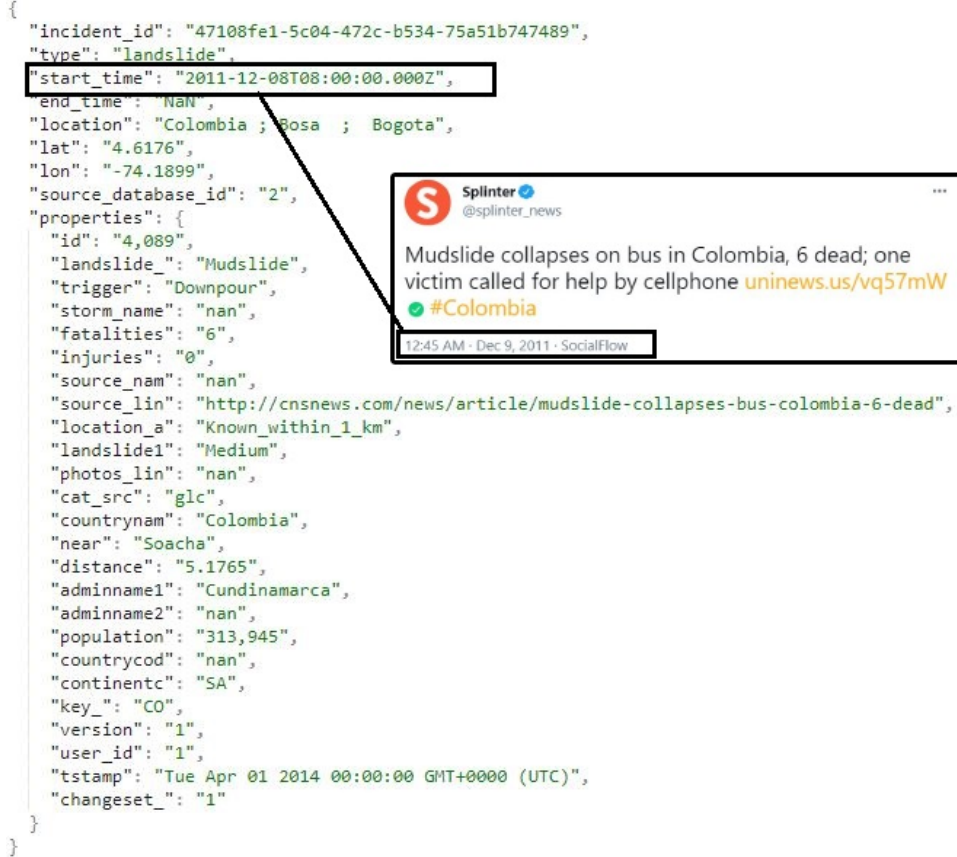 {
"incident_id": "47108fe1-5c04-472c-b534-75a51b747489",
"type": "landslide",
"start_time": "2011-12-08T08:00:00.000Z",
"end_time": "NaN",
"location": "Colombia ; Bosa  ;  Bogota",
"lat": "4.6176",
"lon": "-74.1899",
"source_database_id": "2",
"properties": {
"id": "4,089",
"landslide_": "Mudslide",
"trigger": "Downpour",
"storm_name": "nan",
"fatalities": "6",
"injuries": "0",
"source_nam": "nan",
"source_lin": "http://cnsnews.com/news/article/mudslide-collapses-bus-colombia-6-dead",
"location_a": "Known_within_1_km",
"landslide1": "Medium",
"photos_lin": "nan",
"cat_src": "glc",
"countrynam": "Colombia",
"near": "Soacha",
"distance": "5.1765",
"adminname1": "Cundinamarca",
"adminname2": "nan",
"population": "313,945",
"countrycod": "nan",
"continentc": "SA",
"key_": "CO",
"version": "1",
"user_id": "1",
"tstamp": "Tue Apr 01 2014 00:00:00 GMT+0000 (UTC)",
"changeset_": "1"
}
}
S
Splinter
@splinter_news
...
Mudslide collapses on bus in Colombia, 6 dead; one
victim called for help by cellphone uninews.us/vq57mW
#Colombia
12:45 AM · Dec 9, 2011 · SocialFlow